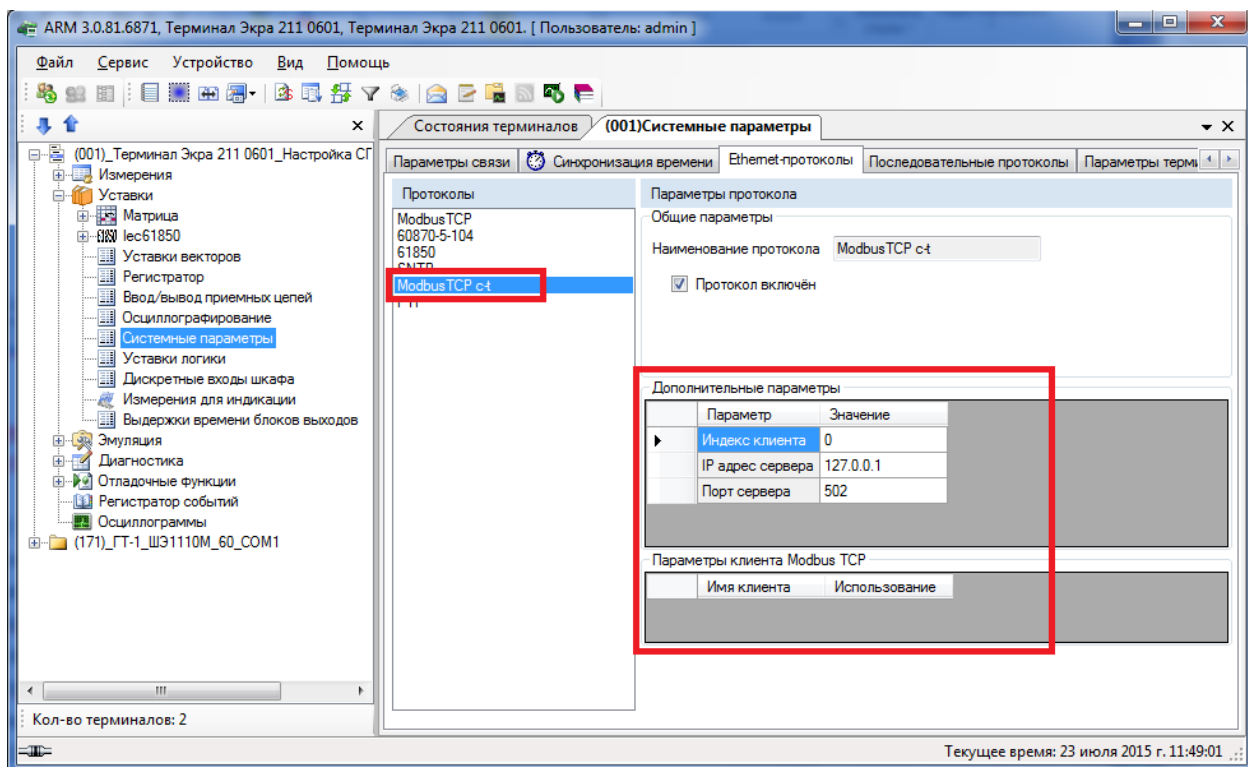 ARM 3.0.81.6871, Терминал Экра 211 0601, Терминал Экра 211 0601. [ Пользователь: admin ]
Файл Сервис Устройство Вид Помощь
Состояния терминалов (001)Системные параметры
(001)_Терминал Экра 211 0601_Настройка СГ
Измерения
Уставки
Матрица
Iec61850
Уставки векторов
Регистратор
Ввод/вывод приемных цепей
Осциллографирование
Системные параметры
Уставки логики
Дискретные входы шкафа
Измерения для индикации
Выдержки времени блоков выходов
Эмуляция
Диагностика
Отладочные функции
Регистратор событий
Осциллограммы
(171)_ГТ-1_ШЭ1110М_60_COM1
Кол-во терминалов: 2
Параметры связи Синхронизация времени Ethernet-протоколы Последовательные протоколы Параметры терми
Протоколы
ModbusTCP
60870-5-104
61850
SNTP
ModbusTCP c-t
Параметры протокола
Общие параметры
Наименование протокола ModbusTCP c-t
Протокол включён
Дополнительные параметры
Параметр Значение
Индекс клиента 0
IP адрес сервера 127.0.0.1
Порт сервера 502
Параметры клиента Modbus TCP
Имя клиента Использование
Текущее время: 23 июля 2015 г. 11:49:01